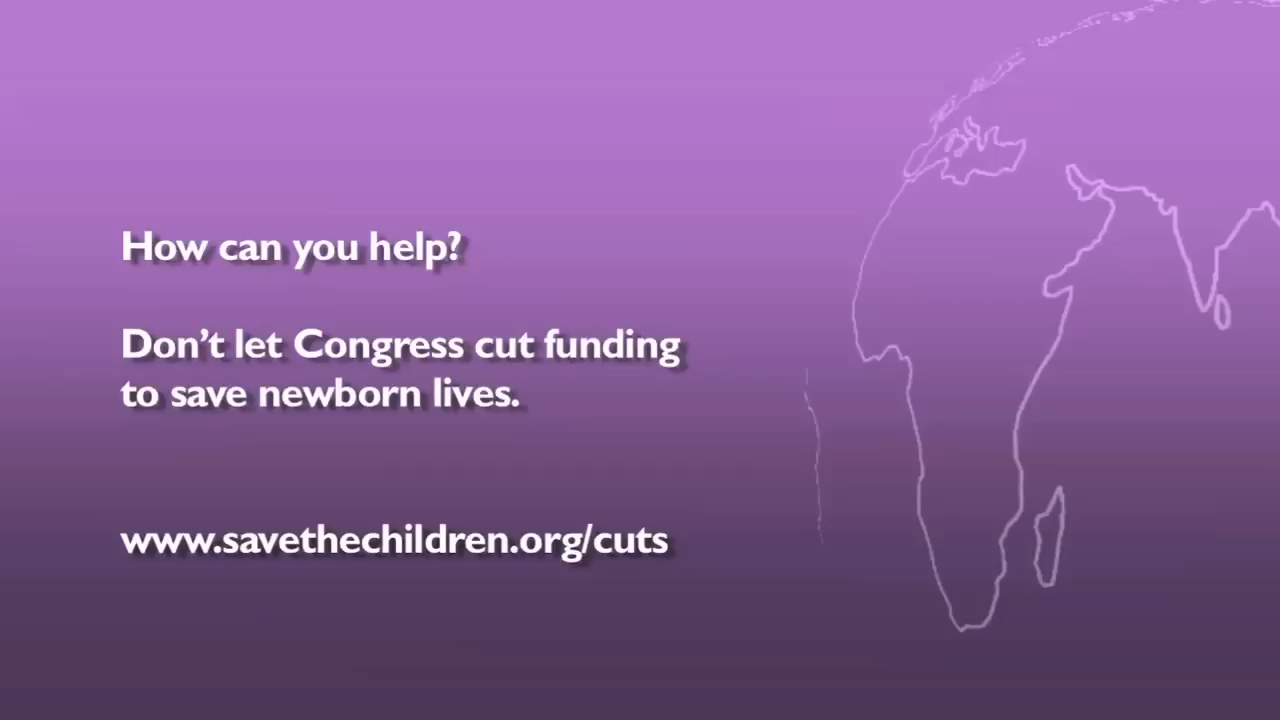 How can you help?
Don't let Congress cut funding
to save newborn lives.
www.savethechildren.org/cuts